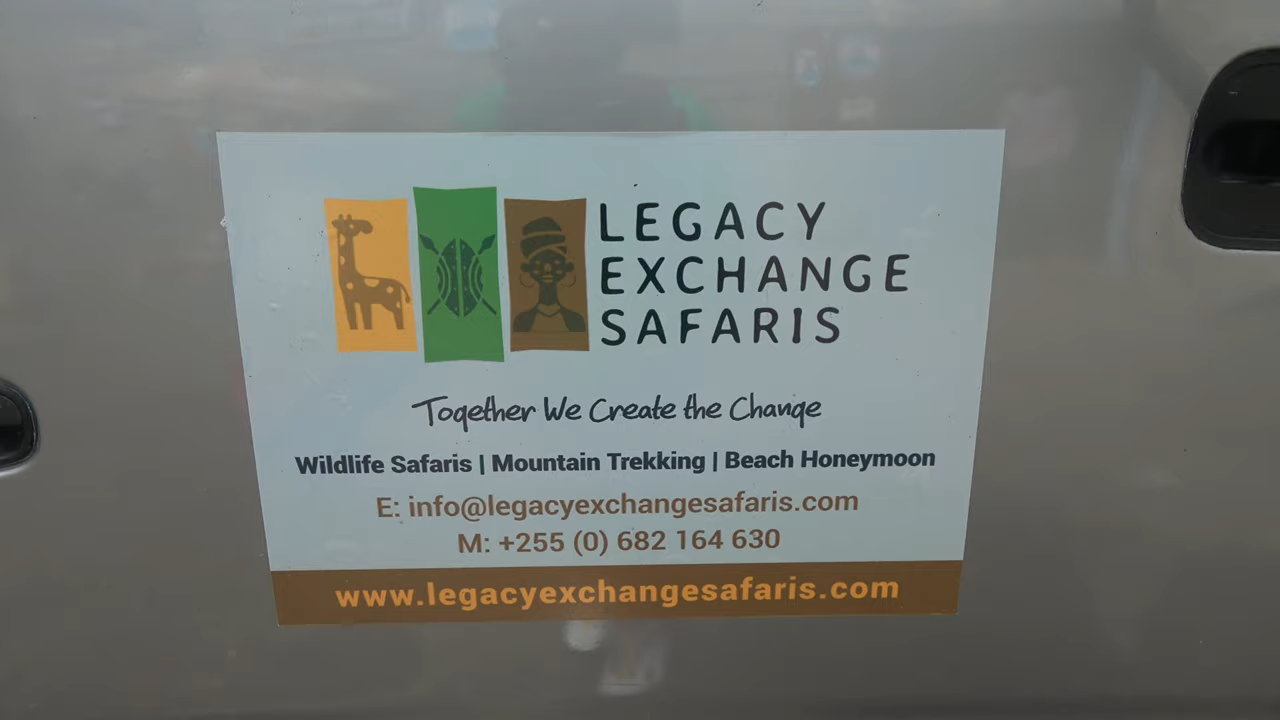 LEGACY
EXCHANGE
SAFARIS
Together We Create the Change
Wildlife Safaris | Mountain Trekking | Beach Honeymoon
E: info@legacyexchangesafaris.com
M: +255 (0) 682 164 630
www.legacyexchangesafaris.com